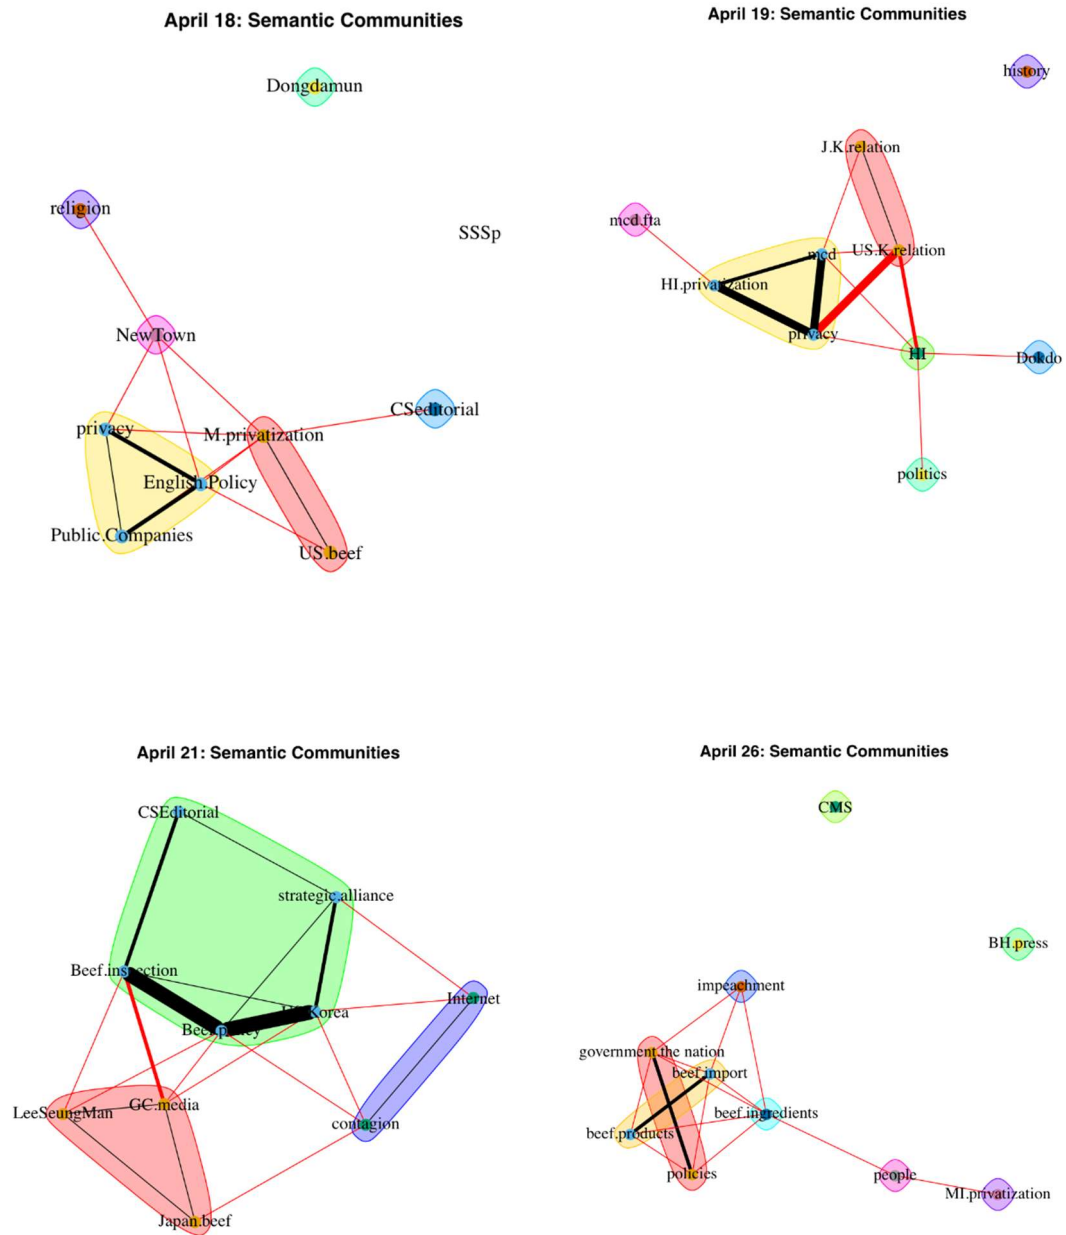 April 18: Semantic Communities
Dongdamun
religion
SSSp
NewTown
CSeditorial
privacy
M.privatization
English.Policy
Public.Companies
US.beef
April 19: Semantic Communities
history
J.K.relation
mcd.fta
mcd
US.K.relation
HI.privatization
privacy
HI
Dokdo
politics
April 21: Semantic Communities
CSEditorial
strategic.alliance
Beef.inspection
Internet
Korea
LeeSeungMan
GC.media
contagion
Japan.beef
April 26: Semantic Communities
CMS
BH.press
impeachment
government.the nation
beef.import
beef.ingredients
beef.products
policies
people
MI.privatization